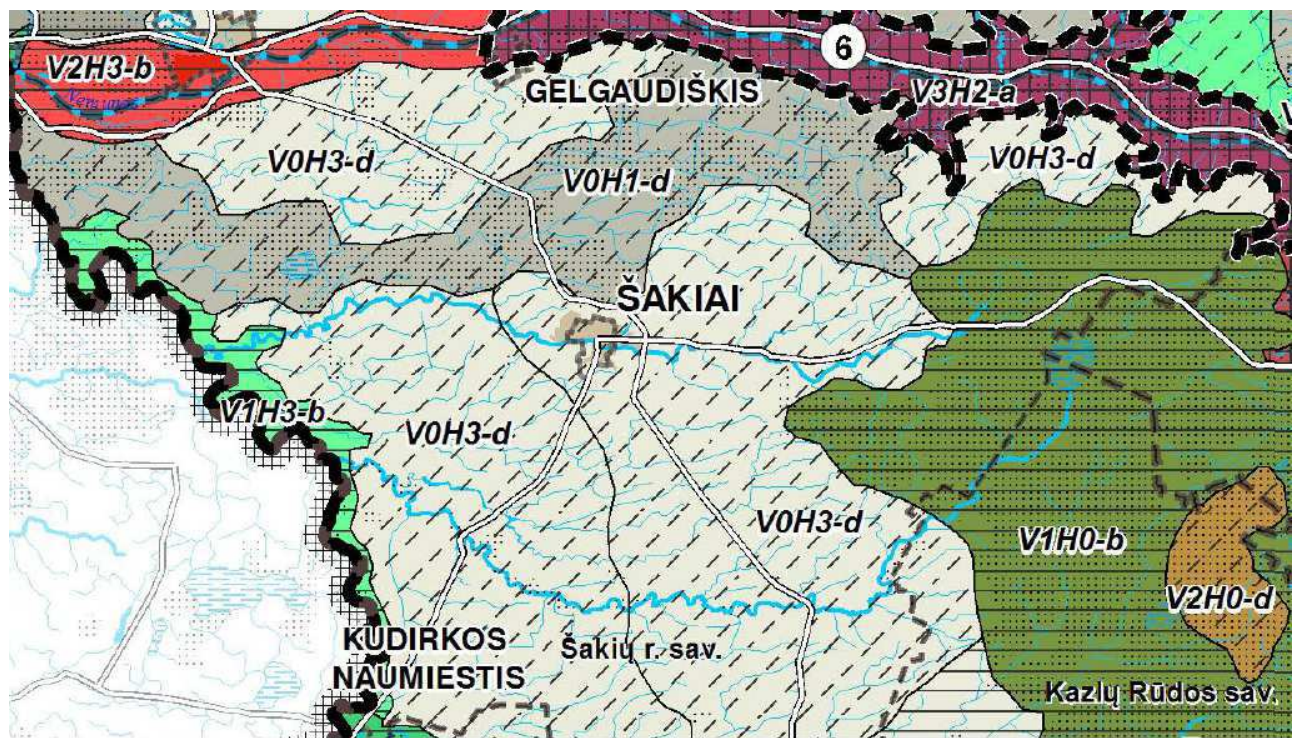 6
V2H3-b
Nemunas
GELGAUDIŠKIS
V3H2-a
V0H3-d
V0H1-d
V0H3-d
ŠAKIAI
V1H3-b
V0H3-d
V0H3-d
V1H0-b
V2H0-d
KUDIRKOS
NAUMIESTIS
Šakių r. sav.
Kazlų Rūdos sav.